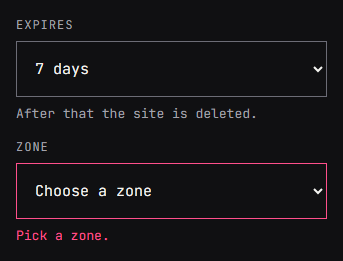 EXPIRES
7 days
After that the site is deleted.
ZONE
Choose a zone
Pick a zone.